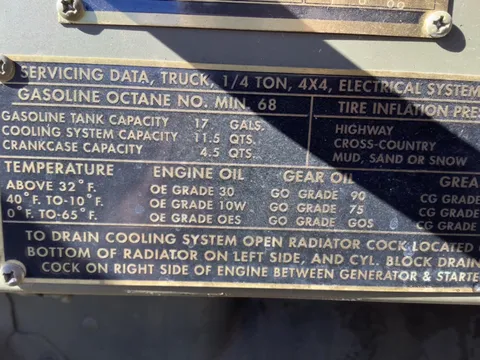 SERVICING DATA, TRUCK, 1/4 TON, 4X4, ELECTRICAL SYSTEM
GASOLINE OCTANE NO. MIN. 68
TIRE INFLATION PRE
GASOLINE TANK CAPACITY 17 GALS.
HIGHWAY
COOLING SYSTEM CAPACITY 11.5 QTS.
CROSS-COUNTRY
CRANKCASE CAPACITY 4.5 QTS.
MUD, SAND OR SNOW
TEMPERATURE ENGINE OIL GEAR OIL GREA
ABOVE 32° F. OE GRADE 30 GO GRADE 90 CG GRADE
40° F. TO-10° F. OE GRADE 10W GO GRADE 75 CG GRADE
0° F. TO-65° F. OE GRADE OES GO GRADE GOS CG GRADE
TO DRAIN COOLING SYSTEM OPEN RADIATOR COCK LOCATED
BOTTOM OF RADIATOR ON LEFT SIDE, AND CYL. BLOCK DRAIN
COCK ON RIGHT SIDE OF ENGINE BETWEEN GENERATOR & STARTE